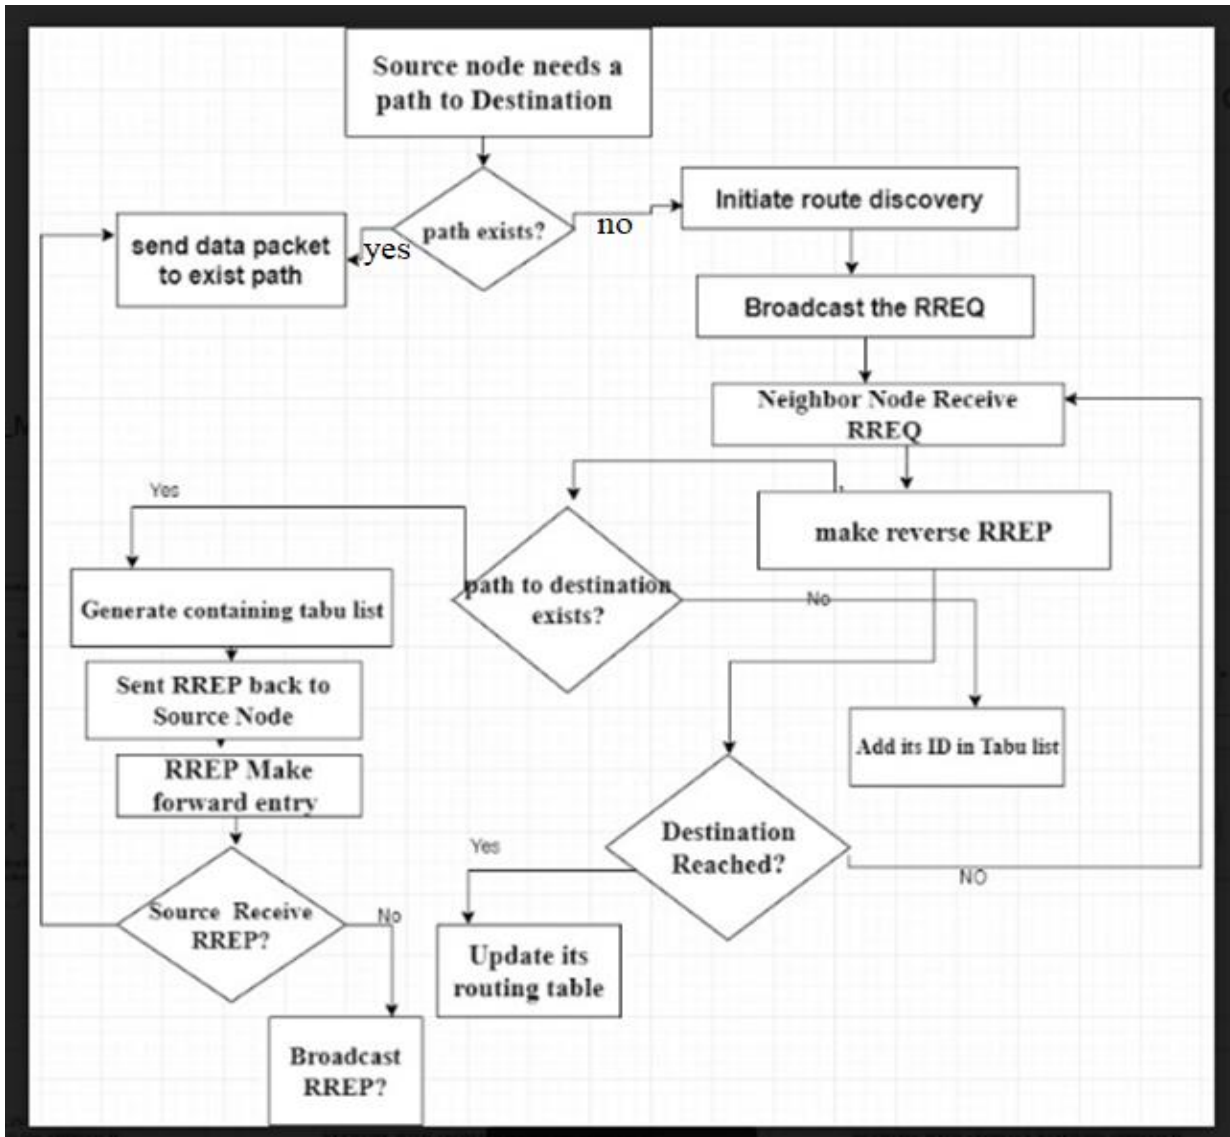 Source node needs a
path to Destination
path exists?
yes
no
send data packet
to exist path
Initiate route discovery
Broadcast the RREQ
Neighbor Node Receive
RREQ
make reverse RREP
Yes
path to destination
exists?
No
Generate containing tabu list
Sent RREP back to
Source Node
RREP Make
forward entry
Add its ID in Tabu list
Destination
Reached?
Yes
NO
Source Receive
RREP?
No
Update its
routing table
Broadcast
RREP?